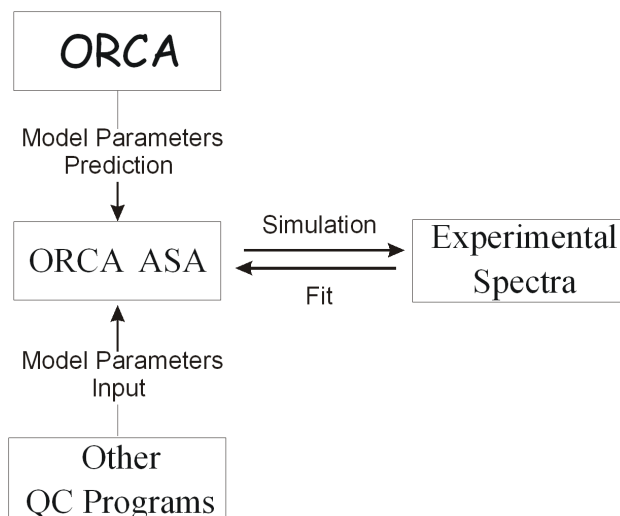 ORCA
Model Parameters
Prediction
ORCA ASA
Simulation
Fit
Experimental
Spectra
Model Parameters
Input
Other
QC Programs